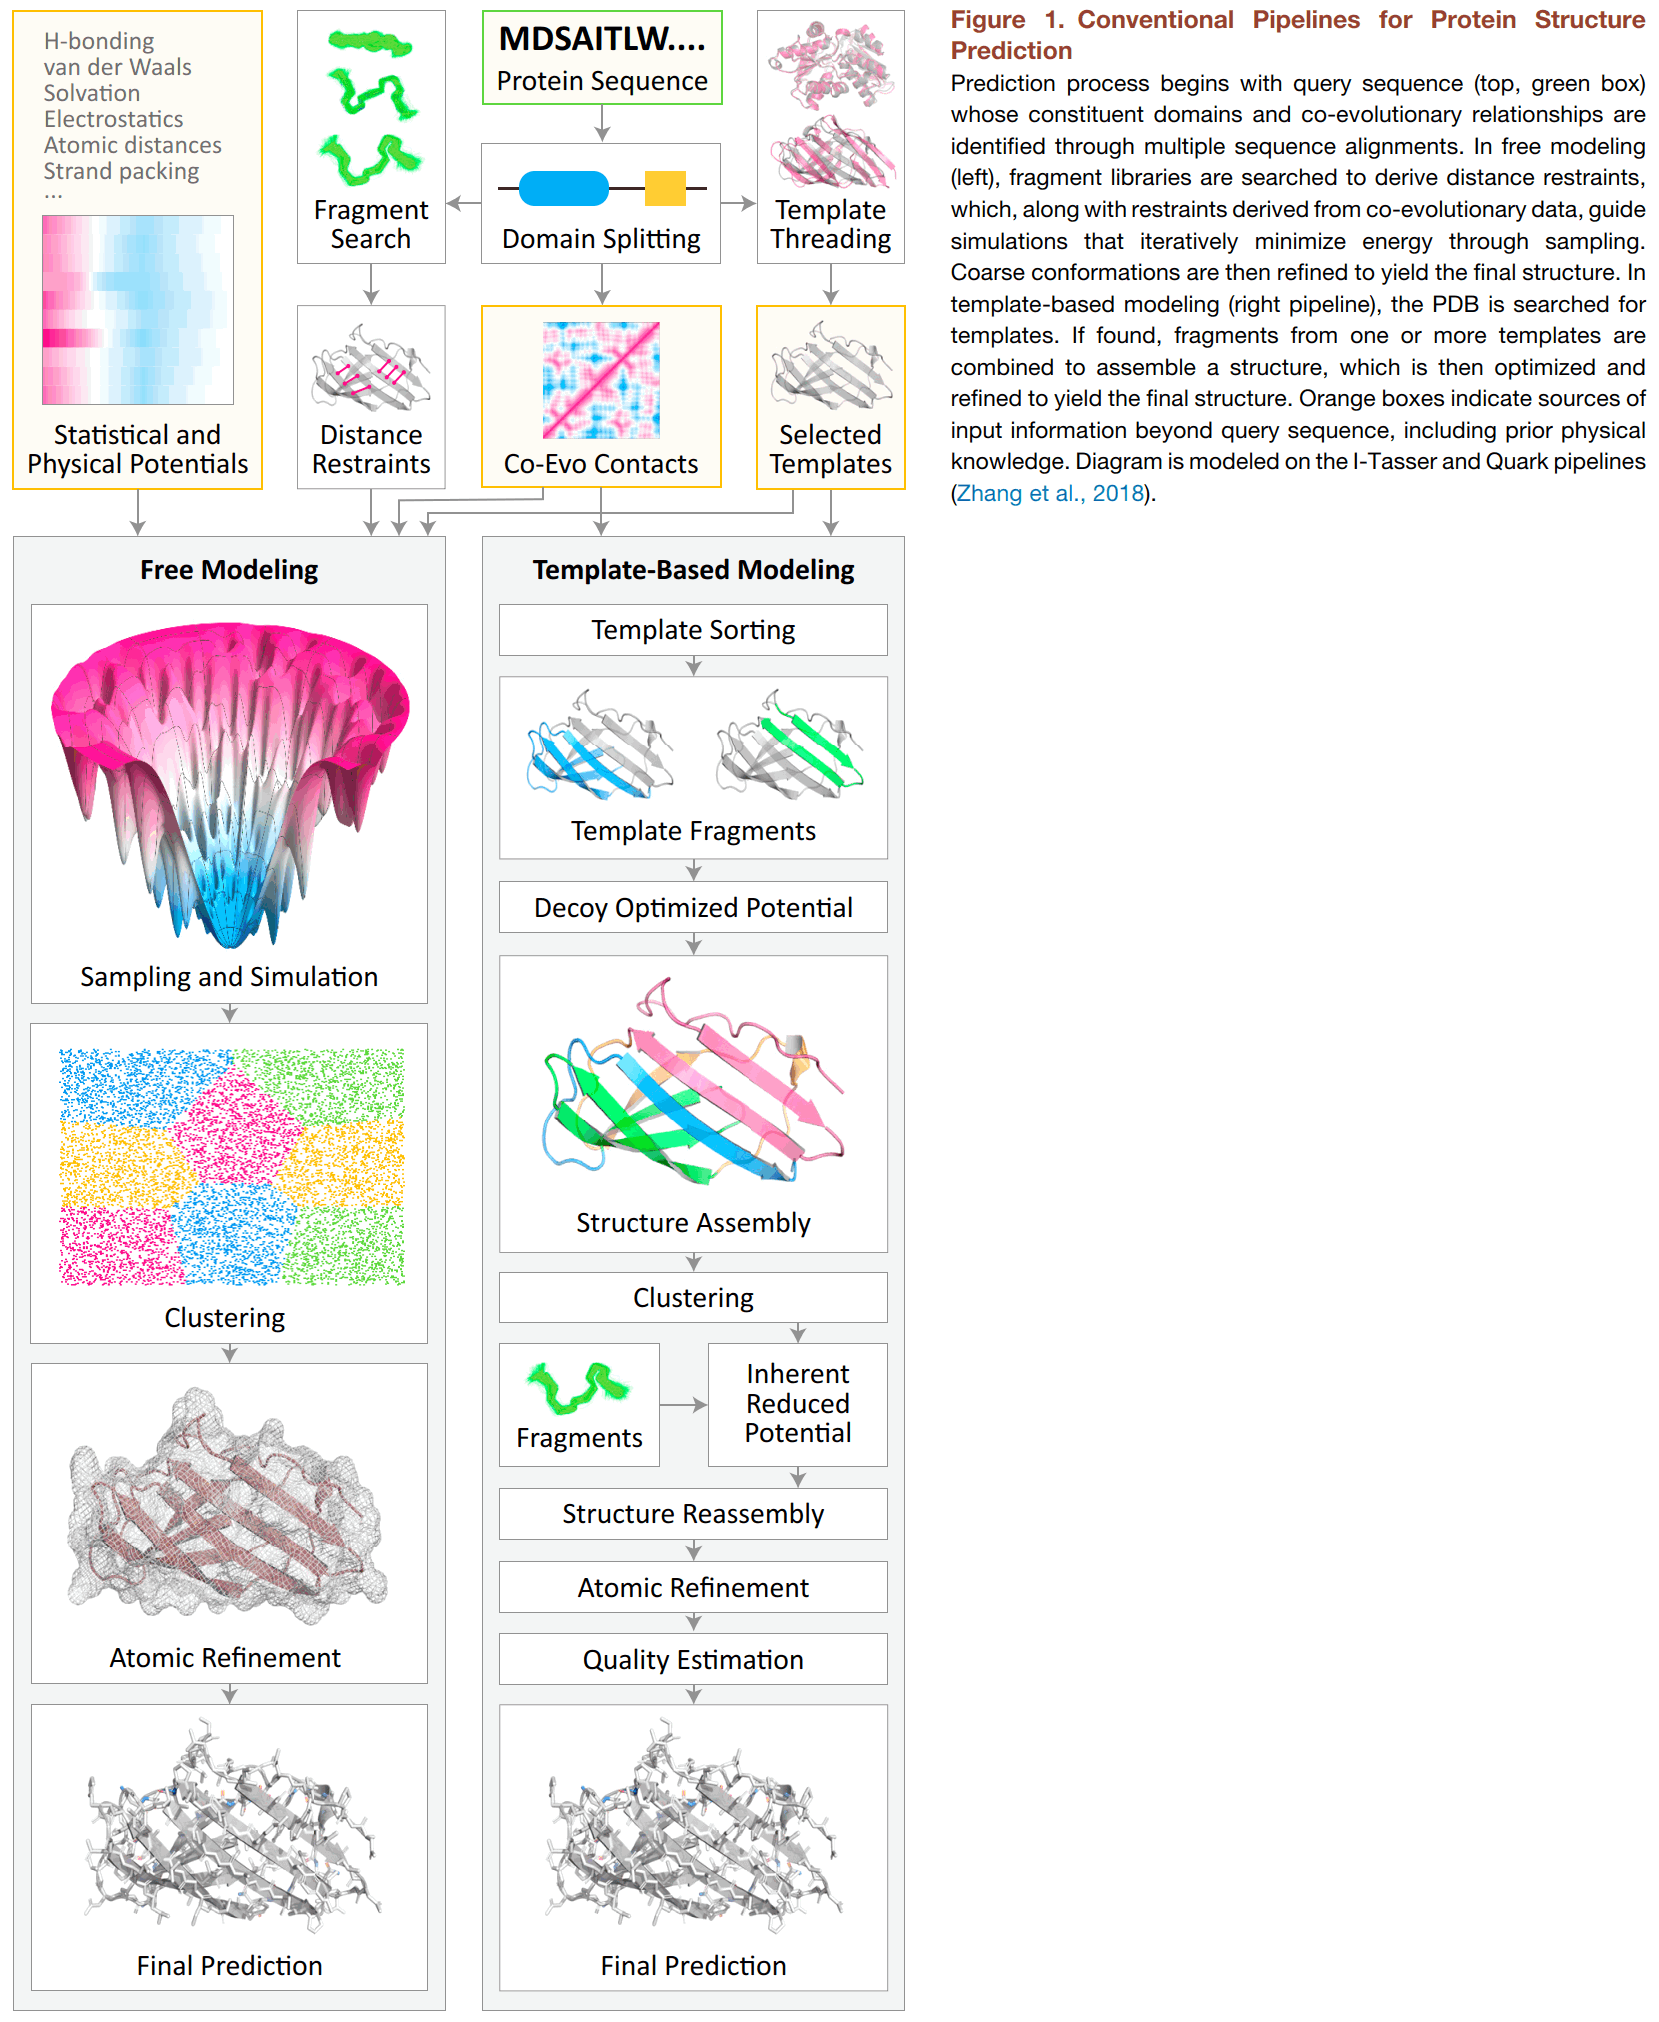 H-bonding
van der Waals
Solvation
Electrostatics
Atomic distances
Strand packing
...
Statistical and
Physical Potentials
Fragment
Search
MDSAITLW....
Protein Sequence
Domain Splitting
Template
Threading
Distance
Restraints
Co-Evo Contacts
Selected
Templates
Free Modeling
Sampling and Simulation
Clustering
Atomic Refinement
Final Prediction
Template-Based Modeling
Template Sorting
Template Fragments
Decoy Optimized Potential
Structure Assembly
Clustering
Fragments
Inherent
Reduced
Potential
Structure Reassembly
Atomic Refinement
Quality Estimation
Final Prediction
Figure 1. Conventional Pipelines for Protein Structure
Prediction
Prediction process begins with query sequence (top, green box)
whose constituent domains and co-evolutionary relationships are
identified through multiple sequence alignments. In free modeling
(left), fragment libraries are searched to derive distance restraints,
which, along with restraints derived from co-evolutionary data, guide
simulations that iteratively minimize energy through sampling.
Coarse conformations are then refined to yield the final structure. In
template-based modeling (right pipeline), the PDB is searched for
templates. If found, fragments from one or more templates are
combined to assemble a structure, which is then optimized and
refined to yield the final structure. Orange boxes indicate sources of
input information beyond query sequence, including prior physical
knowledge. Diagram is modeled on the I-Tasser and Quark pipelines
(Zhang et al., 2018).